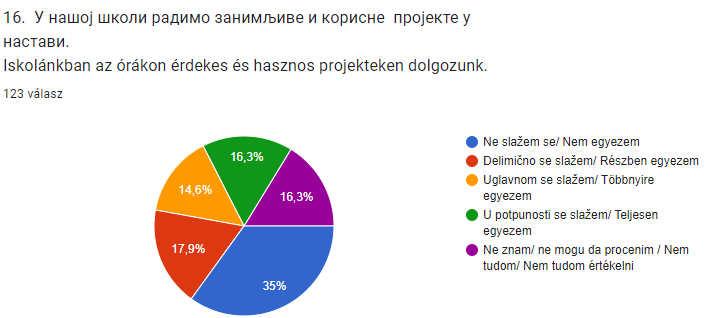 16.  У нашој школи радимо занимљиве и корисне  пројекте у
настави.
Iskolánkban az órákon érdekes és hasznos projekteken dolgozunk.
123 válasz
16,3%
14,6%
16,3%
17,9%
35%
Ne slažem se/ Nem egyezem
Delimično se slažem/ Részben egyezem
Uglavnom se slažem/ Többnyire
egyezem
U potpunosti se slažem/ Teljesen
egyezem
Ne znam/ ne mogu da procenim / Nem
tudom/ Nem tudom értékelni